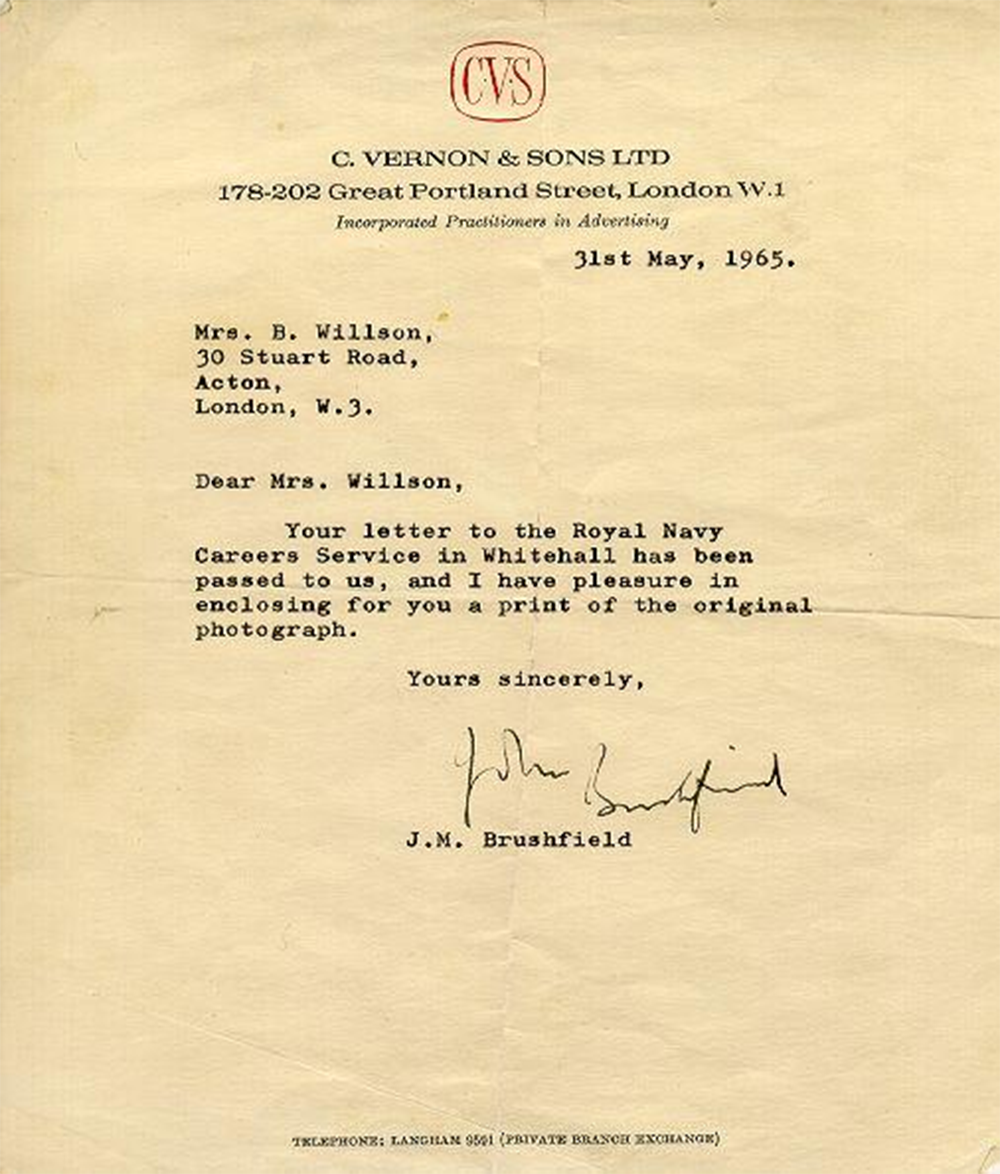 CVS
C. VERNON & SONS LTD
178-202 Great Portland Street, London W.1
Incorporated Practitioners in Advertising
31st May, 1965.
Mrs. B. Willson,
30 Stuart Road,
Acton,
London, W.3.
Dear Mrs. Willson,
Your letter to the Royal Navy
Careers Service in Whitehall has been
passed to us, and I have pleasure in
enclosing for you a print of the original
photograph.
Yours sincerely,
John Brushfield
J.M. Brushfield
TELEPHONE: LANGHAM 9591 (PRIVATE BRANCH EXCHANGE)